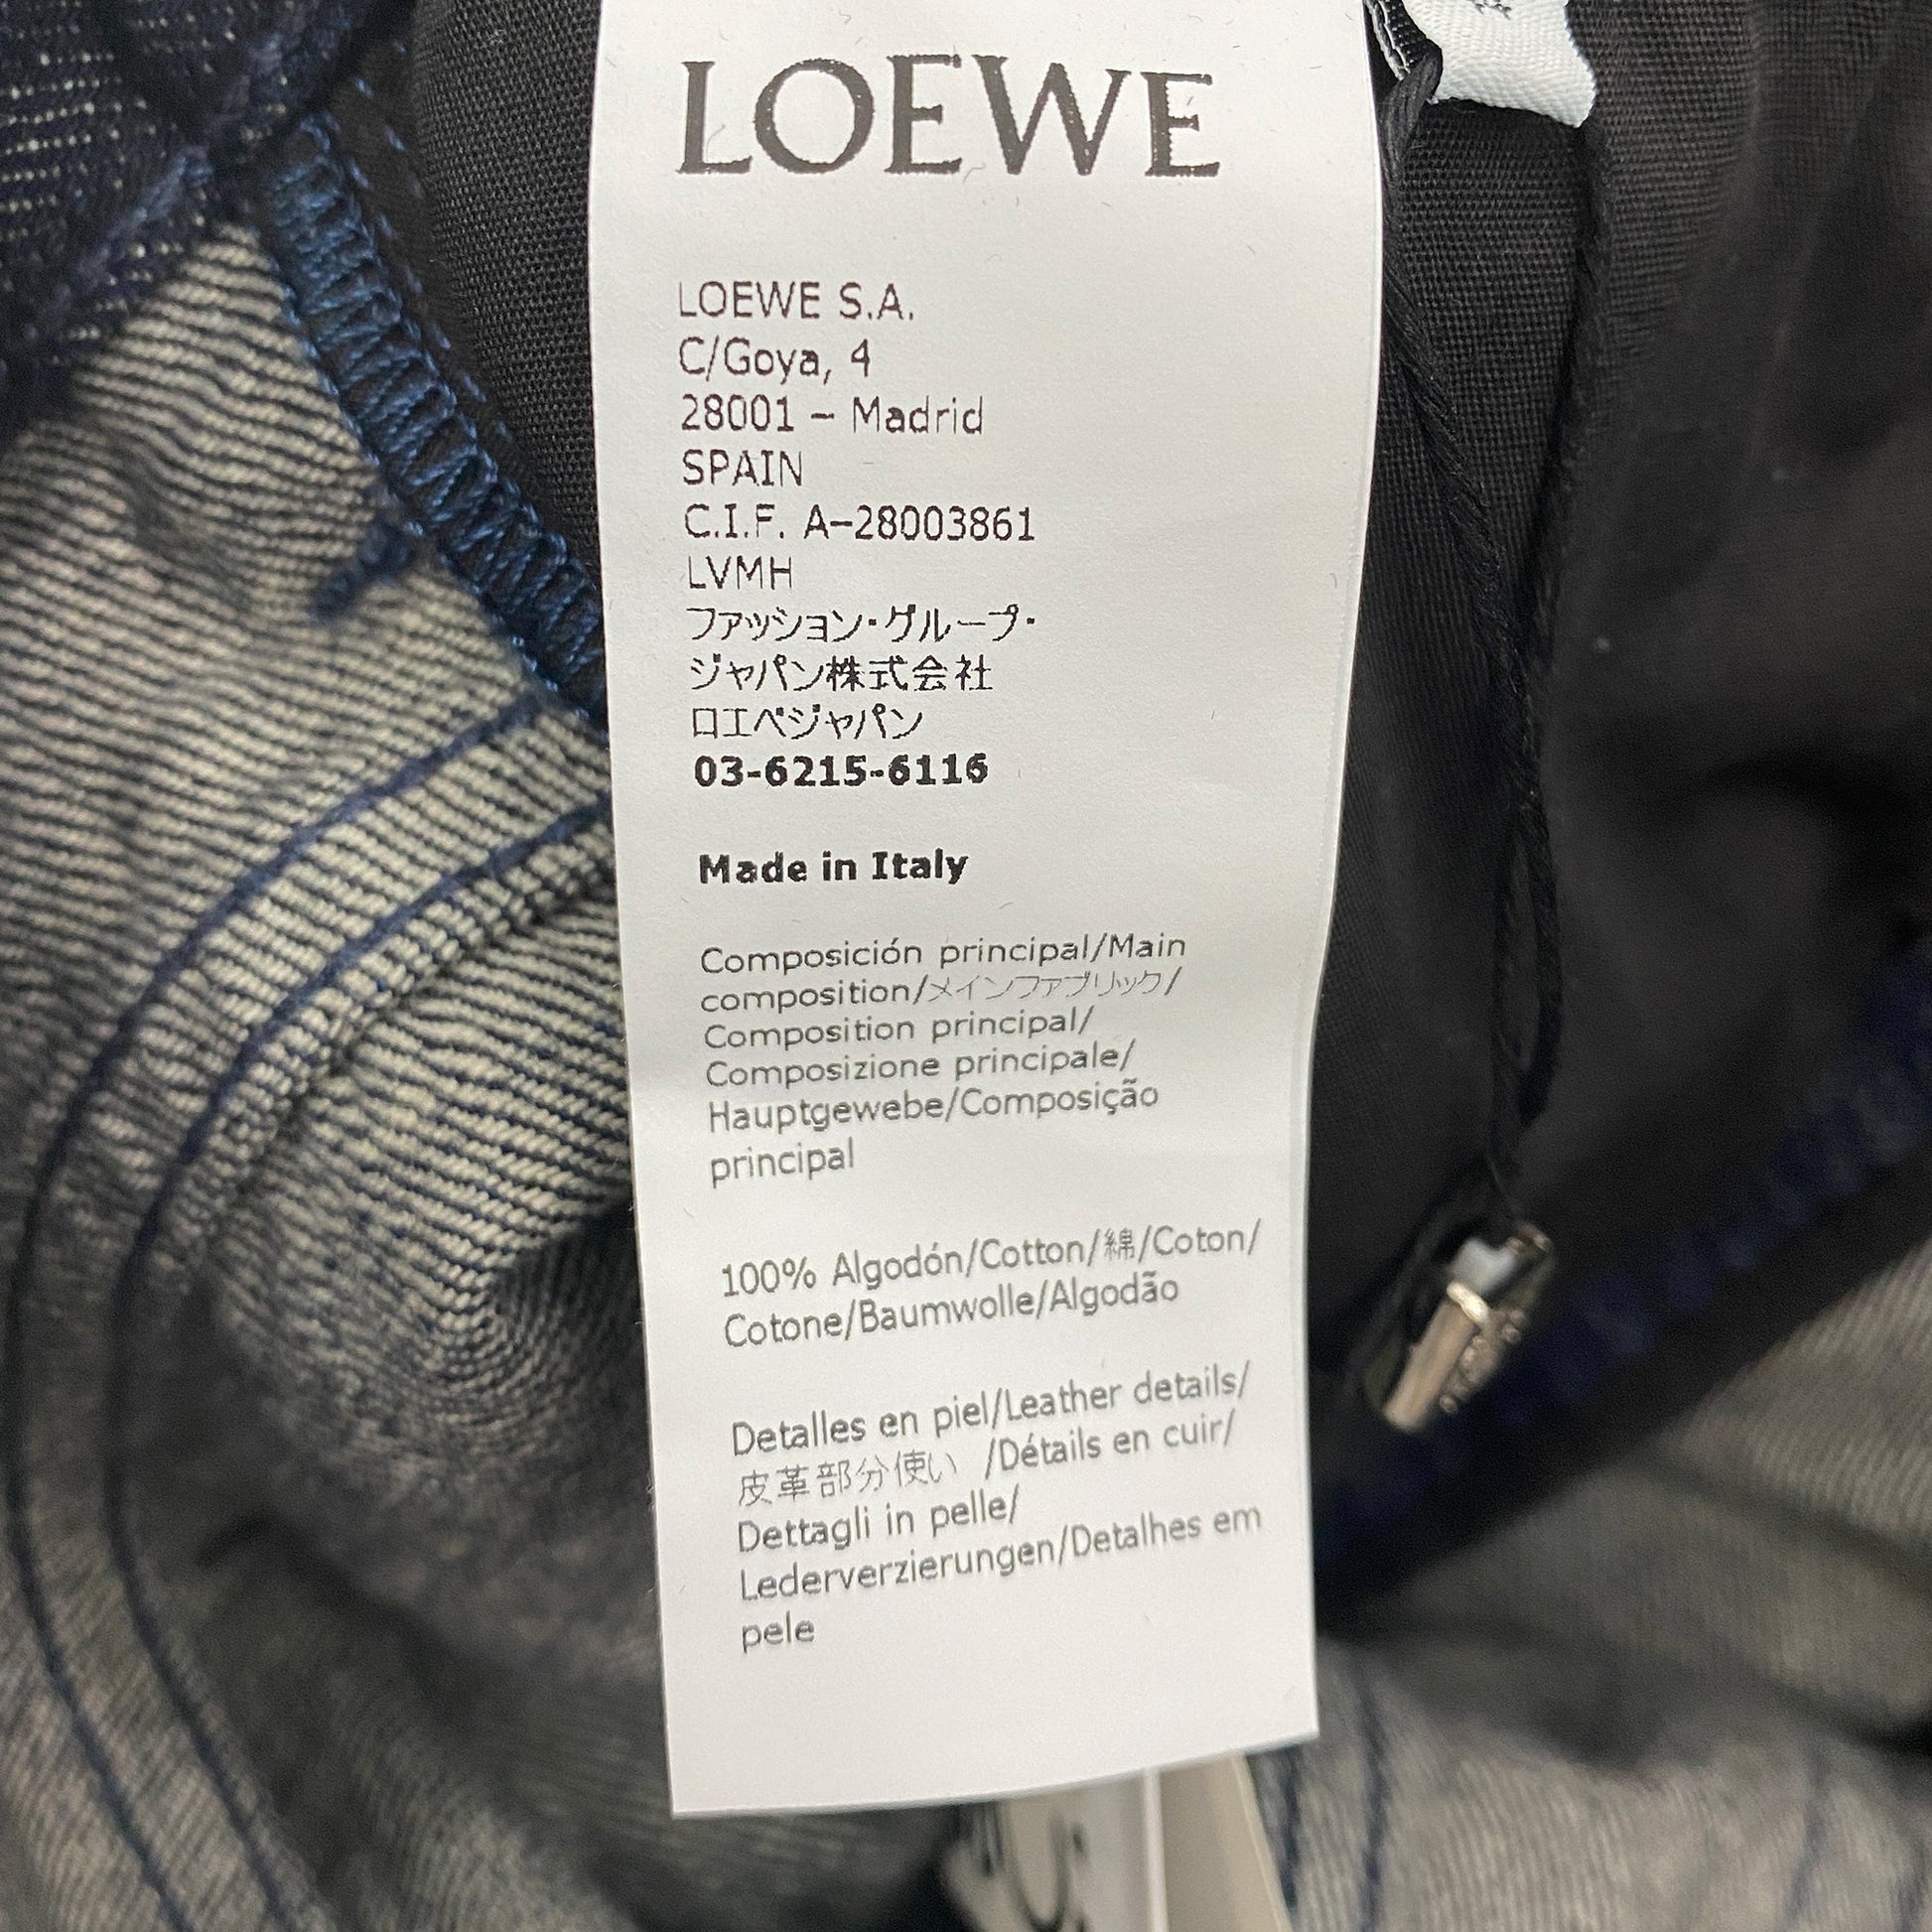 LOEWE
LOEWE S.A.
C/Goya, 4
28001 – Madrid
SPAIN
C.I.F. A–28003861
LVMH
ファッション・グループ・
ジャパン株式会社
ロエベジャパン
03-6215-6116
Made in Italy
Composición principal/Main
composition/メインファブリック/
Composition principal/
Composizione principale/
Hauptgewebe/Composição
principal
100% Algodón/Cotton/綿/Coton/
Cotone/Baumwolle/Algodão
Detalles en piel/Leather details/
皮革部分使い /Détails en cuir/
Dettagli in pelle/
Lederverzierungen/Detalhes em
pele